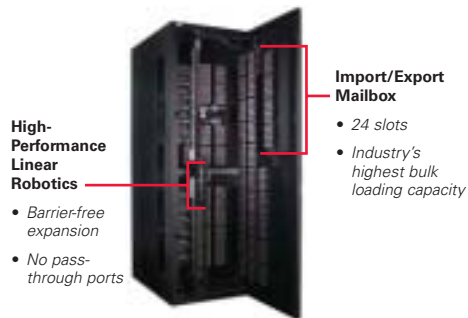 Import/Export
Mailbox
• 24 slots
• Industry's
highest bulk
loading capacity
High-
Performance
Linear
Robotics
• Barrier-free
expansion
• No pass-
through ports